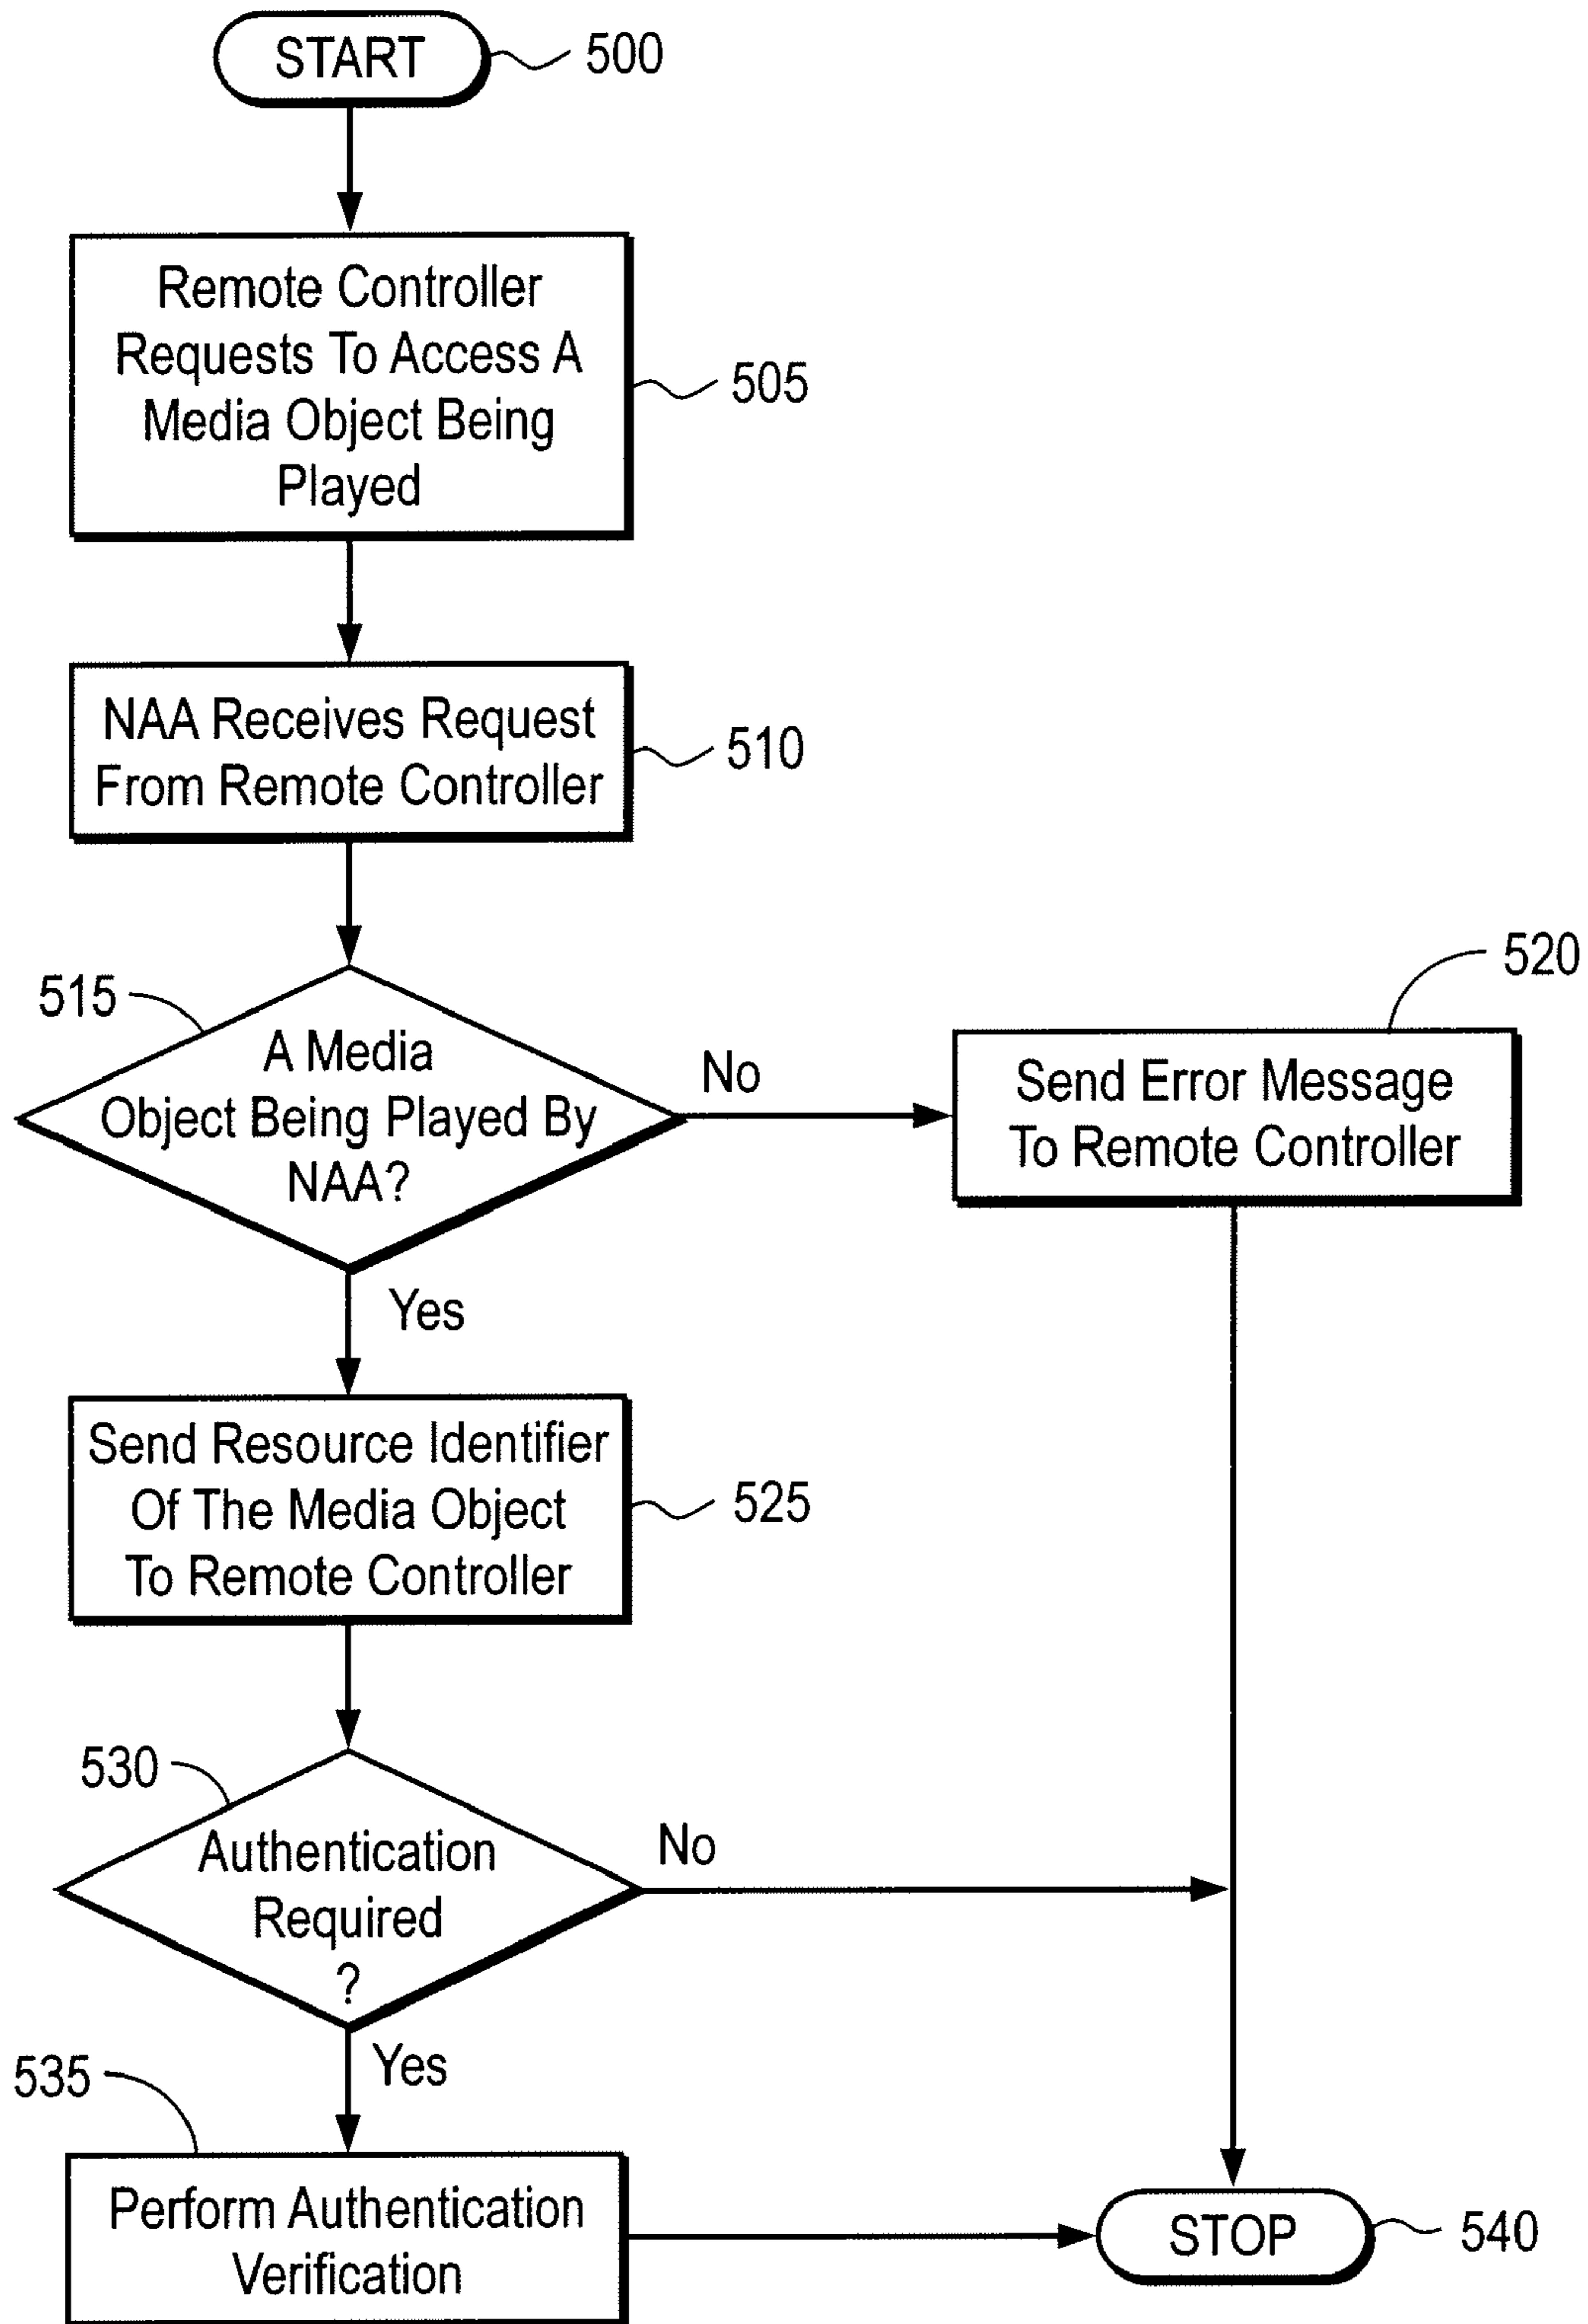 START
500
Remote Controller
Requests To Access A
Media Object Being
Played
505
NAA Receives Request
From Remote Controller
510
515
A Media
Object Being Played By
NAA?
No
520
Send Error Message
To Remote Controller
Yes
Send Resource Identifier
Of The Media Object
To Remote Controller
525
530
Authentication
Required
?
No
Yes
535
Perform Authentication
Verification
STOP
540